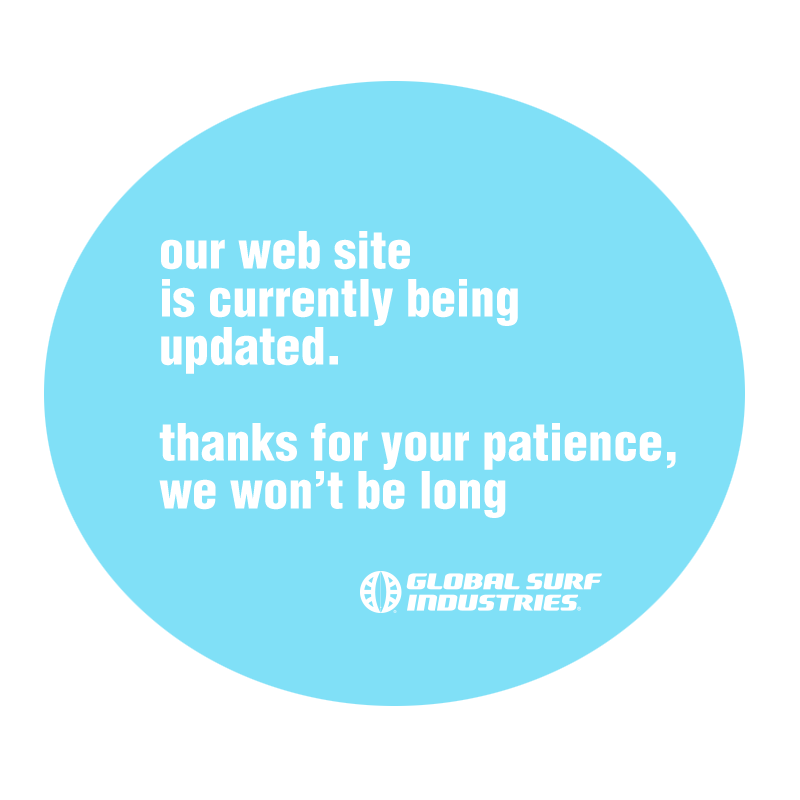 our web site
is currently being
updated.
thanks for your patience,
we won’t be long
GLOBAL SURF
INDUSTRIES